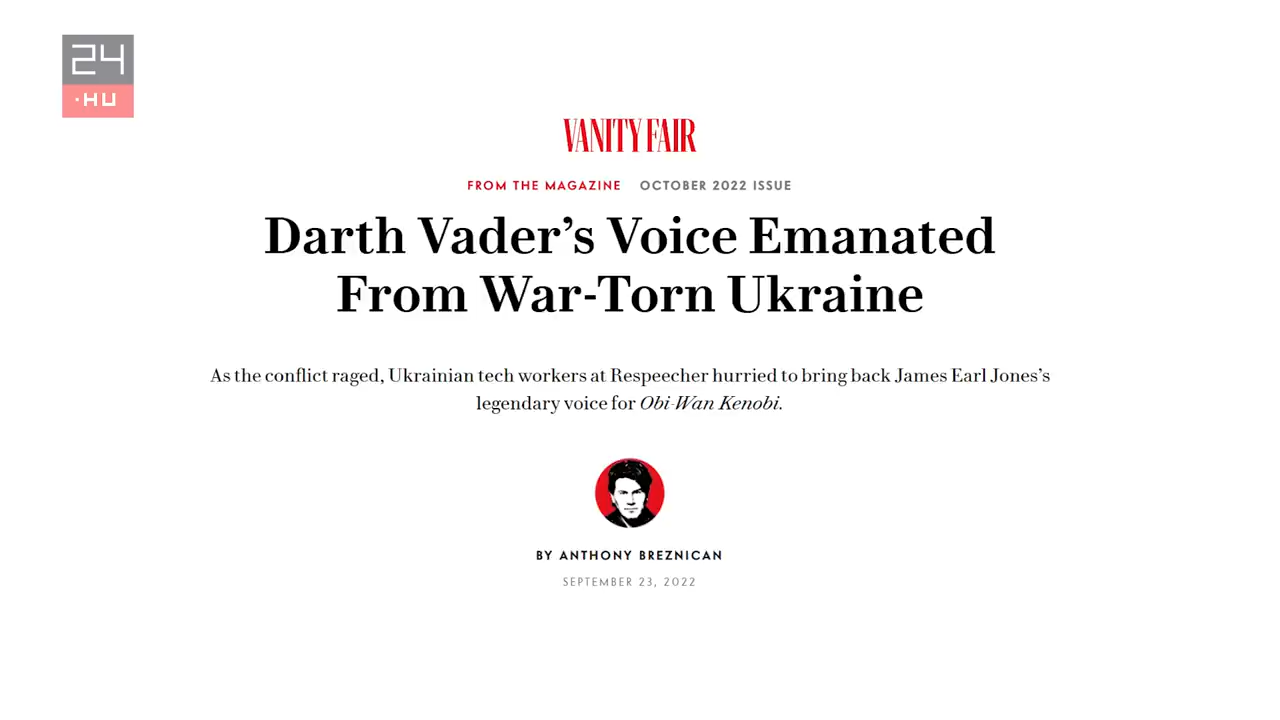 24
.HU
VANITY FAIR
FROM THE MAGAZINE OCTOBER 2022 ISSUE
Darth Vader’s Voice Emanated
From War-Torn Ukraine
As the conflict raged, Ukrainian tech workers at Respeecher hurried to bring back James Earl Jones’s
legendary voice for Obi-Wan Kenobi.
BY ANTHONY BREZNICAN
SEPTEMBER 23, 2022